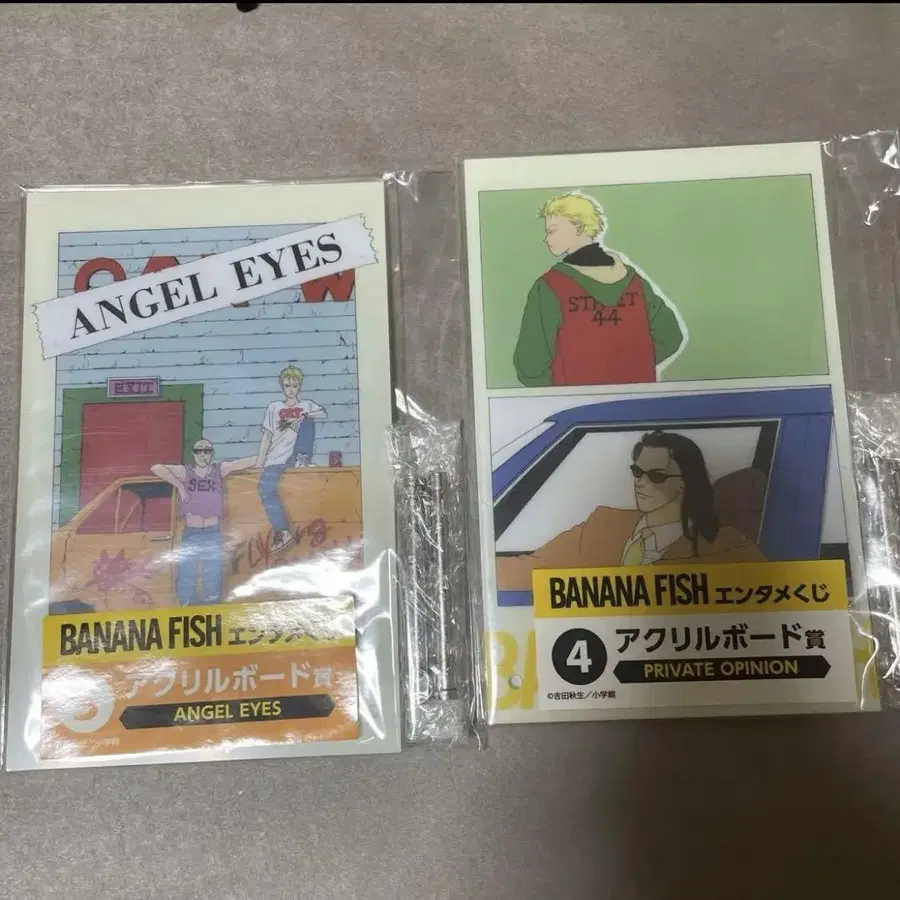 ANGEL EYES
EXIT
SEX
BANANA FISH エンタメくじ
アクリルボード賞
ANGEL EYES
STREET
44
BANANA FISH エンタメくじ
4 アクリルボード賞
PRIVATE OPINION
©吉田秋生/小学館